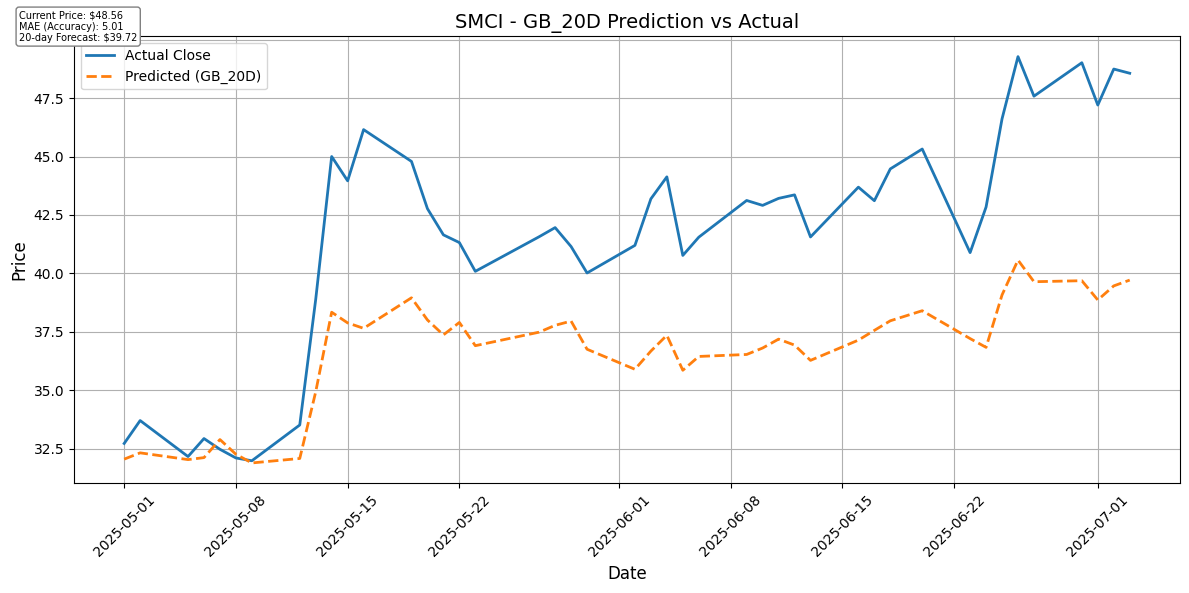 SMCI - GB_20D Prediction vs Actual
Current Price: $48.56
MAE (Accuracy): 5.01
20-day Forecast: $39.72
Actual Close
Predicted (GB_20D)
Price
47.5
45.0
42.5
40.0
37.5
35.0
32.5
2025-05-01
2025-05-08
2025-05-15
2025-05-22
2025-06-01
2025-06-08
2025-06-15
2025-06-22
2025-07-01
Date